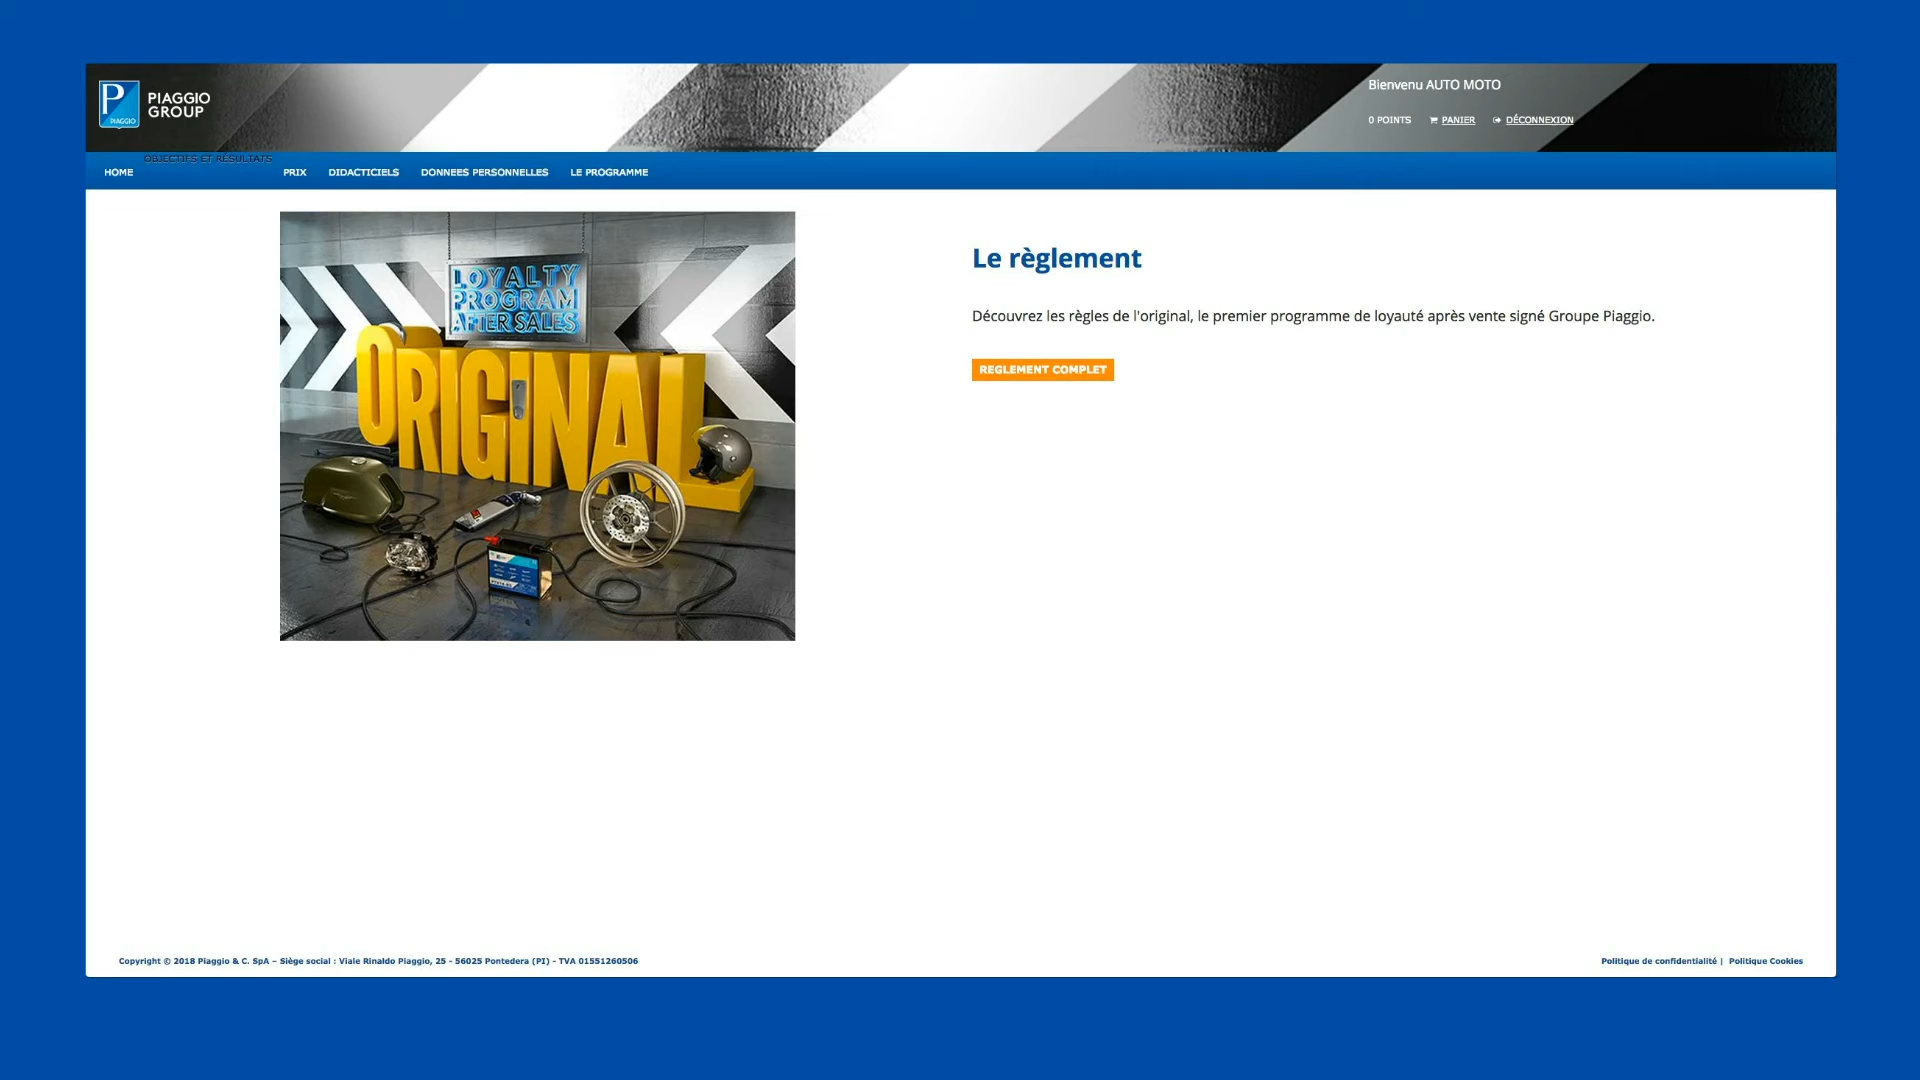 PIAGGIO
PIAGGIO
GROUP
Bienvenu AUTO MOTO
0 POINTS PANIER DÉCONNEXION
OBJECTIFS ET RÉSULTATS
HOME PRIX DIDACTICIELS DONNEES PERSONNELLES LE PROGRAMME
LOYALTY
PROGRAM
AFTER SALES
ORIGINAL
Le règlement
Découvrez les règles de l'original, le premier programme de loyauté après vente signé Groupe Piaggio.
REGLEMENT COMPLET
Copyright © 2018 Piaggio & C. SpA – Siège social : Viale Rinaldo Piaggio, 25 - 56025 Pontedera (PI) - TVA 01551260506
Politique de confidentialité | Politique Cookies